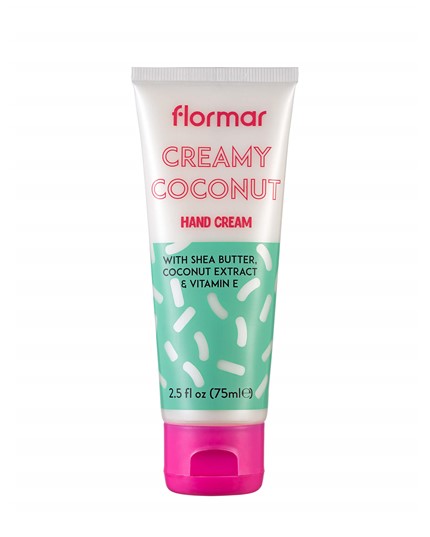 flormar
CREAMY
COCONUT
HAND CREAM
WITH SHEA BUTTER,
COCONUT EXTRACT
& VITAMIN E
2.5 fl oz (75ml℮)